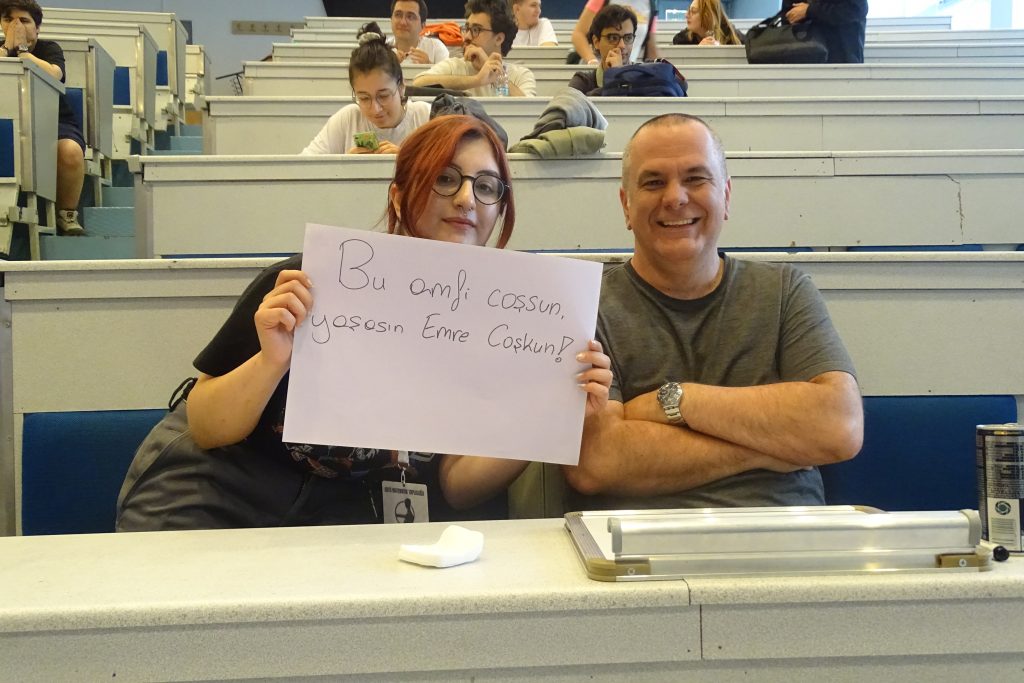 Bu amfi coşsun,
yaşasın Emre Coşkun!